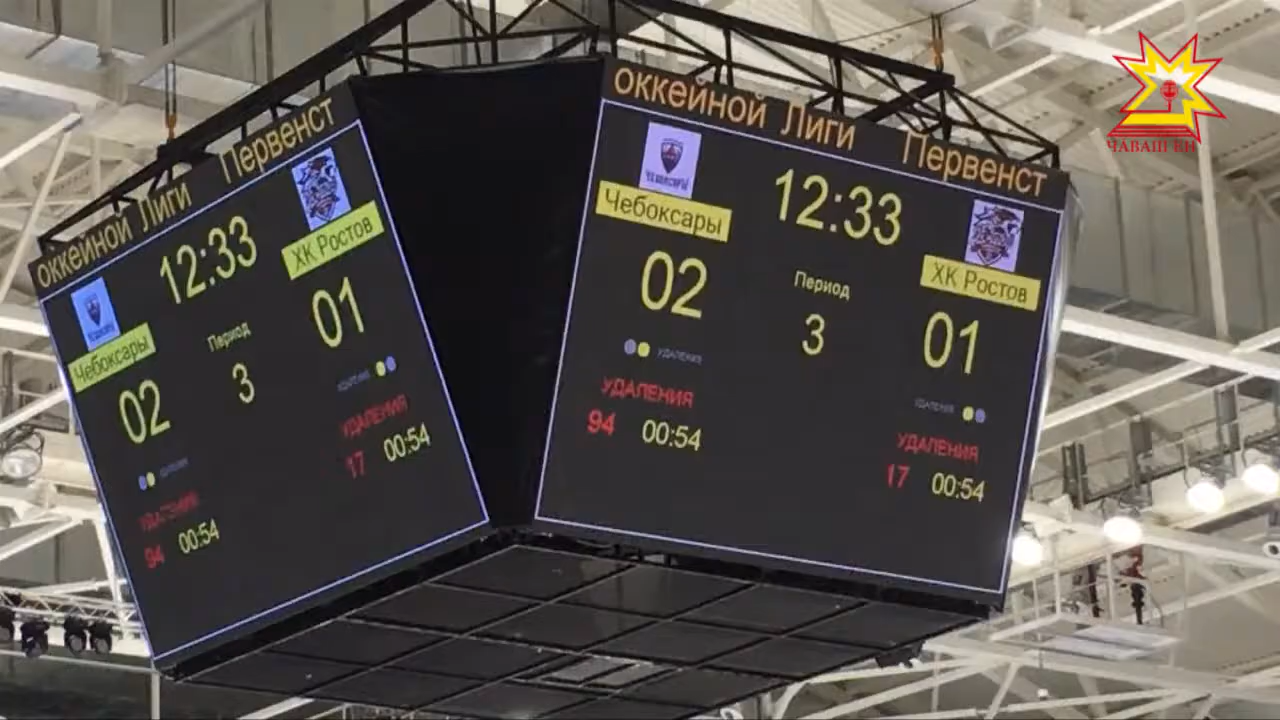 оккейной Лиги Первенст
12:33
ХК Ростов
Чебоксары
Период
01
02
3
УДАЛЕНИЯ
УДАЛЕНИЯ
УДАЛЕНИЯ
17 00:54
УДАЛЕНИЯ
94 00:54
оккейной Лиги Первенст
ЧЕБОКСАРЫ
12:33
Чебоксары
ХК Ростов
02
Период
01
3
УДАЛЕНИЯ
УДАЛЕНИЯ
УДАЛЕНИЯ
94 00:54
УДАЛЕНИЯ
17 00:54
ЧАВАШ ЕН